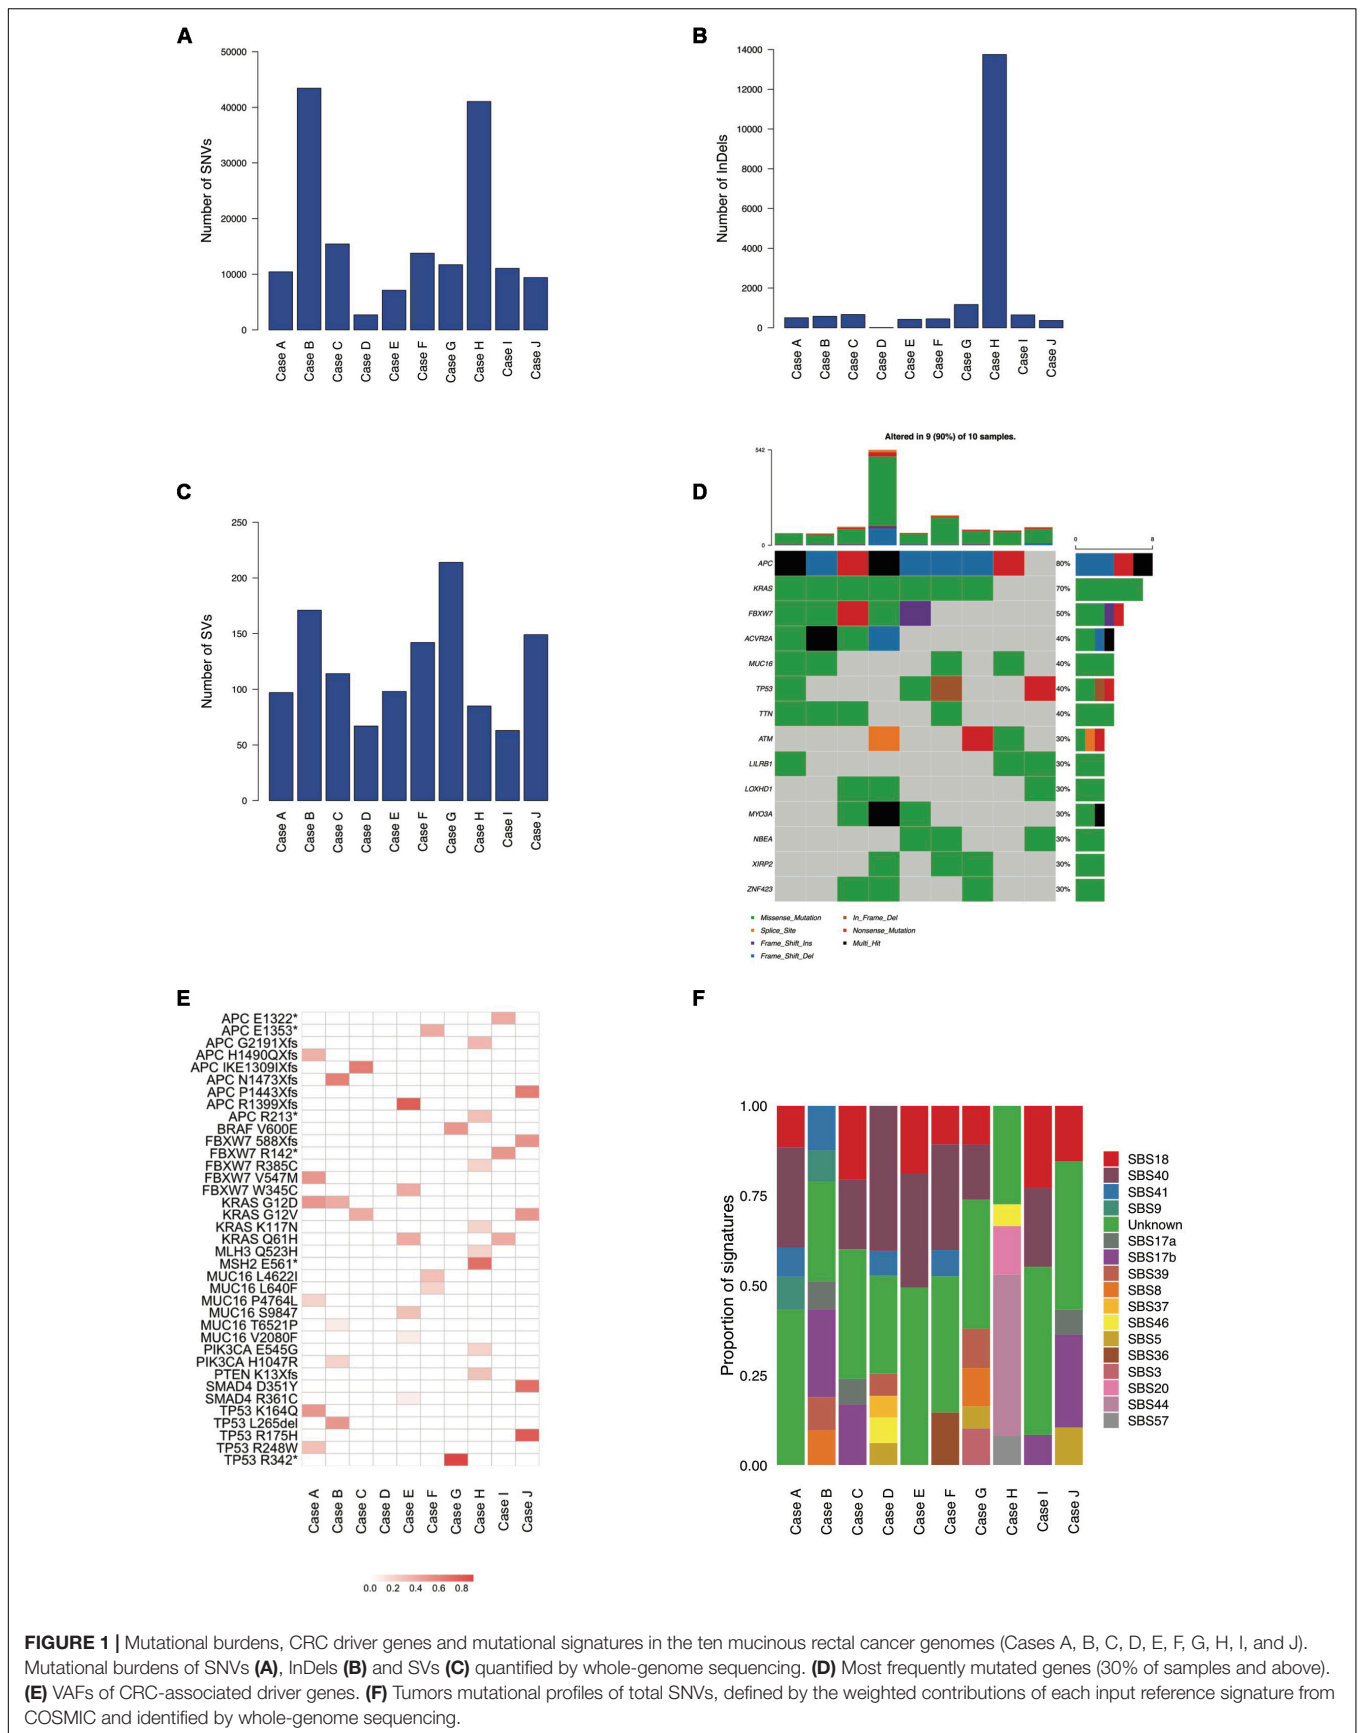 A
50000
40000
30000
20000
10000
0
Number of SNVs
Case A
Case B
Case C
Case D
Case E
Case F
Case G
Case H
Case I
Case J
B
14000
12000
10000
8000
6000
4000
2000
0
Number of InDels
Case A
Case B
Case C
Case D
Case E
Case F
Case G
Case H
Case I
Case J
C
250
200
150
100
50
0
Number of SVs
Case A
Case B
Case C
Case D
Case E
Case F
Case G
Case H
Case I
Case J
D
Altered in 9 (90%) of 10 samples.
542
0
0 8
APC 80%
KRAS 70%
FBXW7 50%
ACVR2A 40%
MUC16 40%
TP53 40%
TTN 40%
ATM 30%
LILRB1 30%
LOXHD1 30%
MYO3A 30%
NBEA 30%
XIRP2 30%
ZNF423 30%
Missense_Mutation In_Frame_Del
Splice_Site Nonsense_Mutation
Frame_Shift_Ins Multi_Hit
Frame_Shift_Del
E
APC E1322*
APC E1353*
APC G2191Xfs
APC H1490QXfs
APC IKE1309IXfs
APC N1473Xfs
APC P1443Xfs
APC R1399Xfs
APC R213*
BRAF V600E
FBXW7 588Xfs
FBXW7 R142*
FBXW7 R385C
FBXW7 V547M
FBXW7 W345C
KRAS G12D
KRAS G12V
KRAS K117N
KRAS Q61H
MLH3 Q523H
MSH2 E561*
MUC16 L4622I
MUC16 L640F
MUC16 P4764L
MUC16 S9847
MUC16 T6521P
MUC16 V2080F
PIK3CA E545G
PIK3CA H1047R
PTEN K13Xfs
SMAD4 D351Y
SMAD4 R361C
TP53 K164Q
TP53 L265del
TP53 R175H
TP53 R248W
TP53 R342*
Case A
Case B
Case C
Case D
Case E
Case F
Case G
Case H
Case I
Case J
0.0 0.2 0.4 0.6 0.8
F
1.00
0.75
0.50
0.25
0.00
Proportion of signatures
Case A
Case B
Case C
Case D
Case E
Case F
Case G
Case H
Case I
Case J
SBS18
SBS40
SBS41
SBS9
Unknown
SBS17a
SBS17b
SBS39
SBS8
SBS37
SBS46
SBS5
SBS36
SBS3
SBS20
SBS44
SBS57
FIGURE 1 | Mutational burdens, CRC driver genes and mutational signatures in the ten mucinous rectal cancer genomes (Cases A, B, C, D, E, F, G, H, I, and J).
Mutational burdens of SNVs (A), InDels (B) and SVs (C) quantified by whole-genome sequencing. (D) Most frequently mutated genes (30% of samples and above).
(E) VAFs of CRC-associated driver genes. (F) Tumors mutational profiles of total SNVs, defined by the weighted contributions of each input reference signature from
COSMIC and identified by whole-genome sequencing.